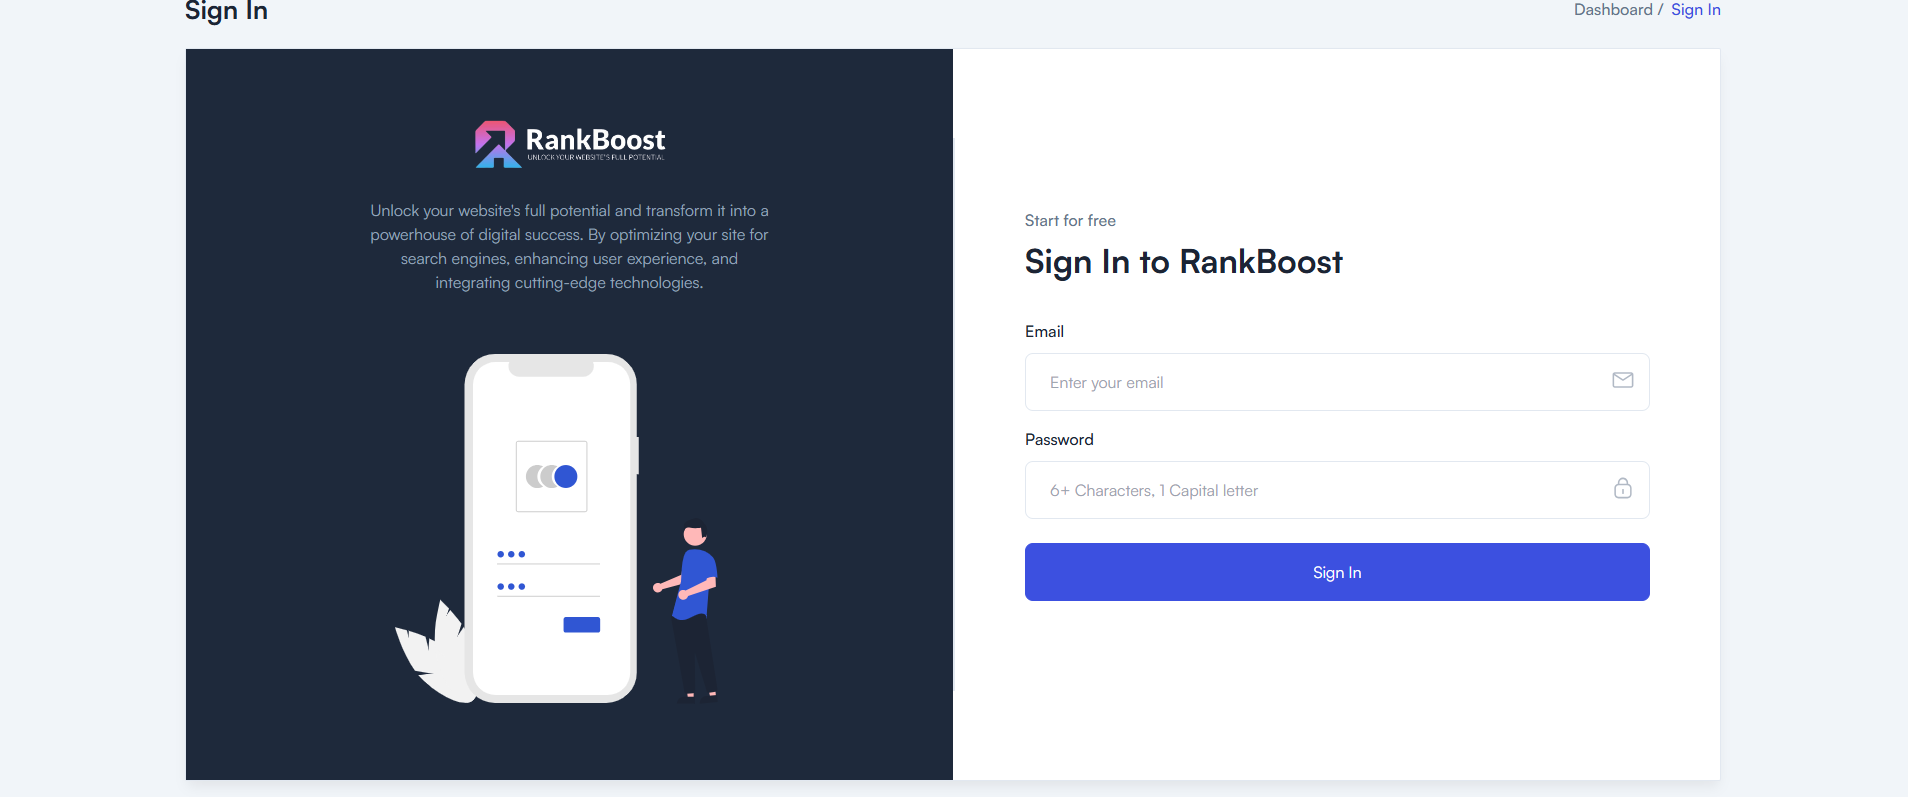 Sign In
Dashboard / Sign In
RankBoost
UNLOCK YOUR WEBSITE'S FULL POTENTIAL
Unlock your website's full potential and transform it into a
powerhouse of digital success. By optimizing your site for
search engines, enhancing user experience, and
integrating cutting-edge technologies.
Start for free
Sign In to RankBoost
Email
Enter your email
Password
6+ Characters, 1 Capital letter
Sign In